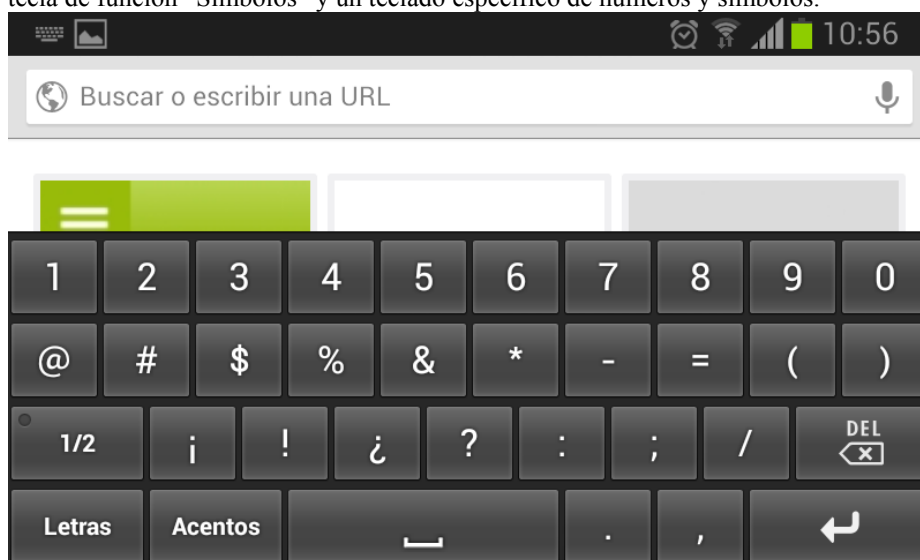 tecla de función "Símbolos" y un teclado específico de números y símbolos.
10:56
Buscar o escribir una URL
1 2 3 4 5 6 7 8 9 0
@ # $ % & * - = ( )
1/2 ¡ ! ¿ ? : ; / DEL
Letras Acentos . ,